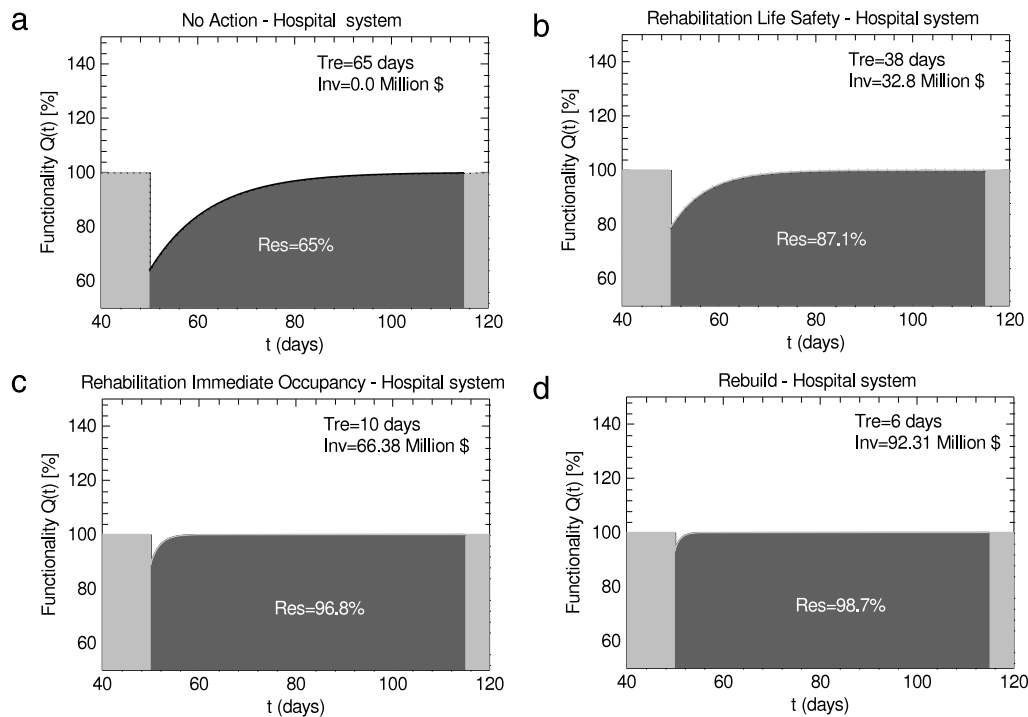 a
No Action - Hospital system
Functionality Q(t) [%]
140
120
100
80
60
Tre=65 days
Inv=0.0 Million $
Res=65%
40 60 80 100 120
t (days)
b
Rehabilitation Life Safety - Hospital system
Functionality Q(t) [%]
140
120
100
80
60
Tre=38 days
Inv=32.8 Million $
Res=87.1%
40 60 80 100 120
t (days)
c
Rehabilitation Immediate Occupancy - Hospital system
Functionality Q(t) [%]
140
120
100
80
60
Tre=10 days
Inv=66.38 Million $
Res=96.8%
40 60 80 100 120
t (days)
d
Rebuild - Hospital system
Functionality Q(t) [%]
140
120
100
80
60
Tre=6 days
Inv=92.31 Million $
Res=98.7%
40 60 80 100 120
t (days)